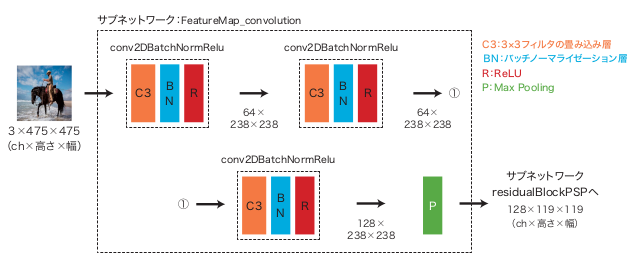 サブネットワーク：FeatureMap_convolution
conv2DBatchNormRelu
conv2DBatchNormRelu
C3：3×3フィルタの畳み込み層
BN：バッチノーマライゼーション層
R：ReLU
P：Max Pooling
C3
B
N
R
C3
B
N
R
①
64×
238×238
64×
238×238
3×475×475
（ch×高さ×幅）
conv2DBatchNormRelu
①
C3
B
N
R
128×
238×238
P
サブネットワーク
residualBlockPSPへ
128×119×119
（ch×高さ×幅）